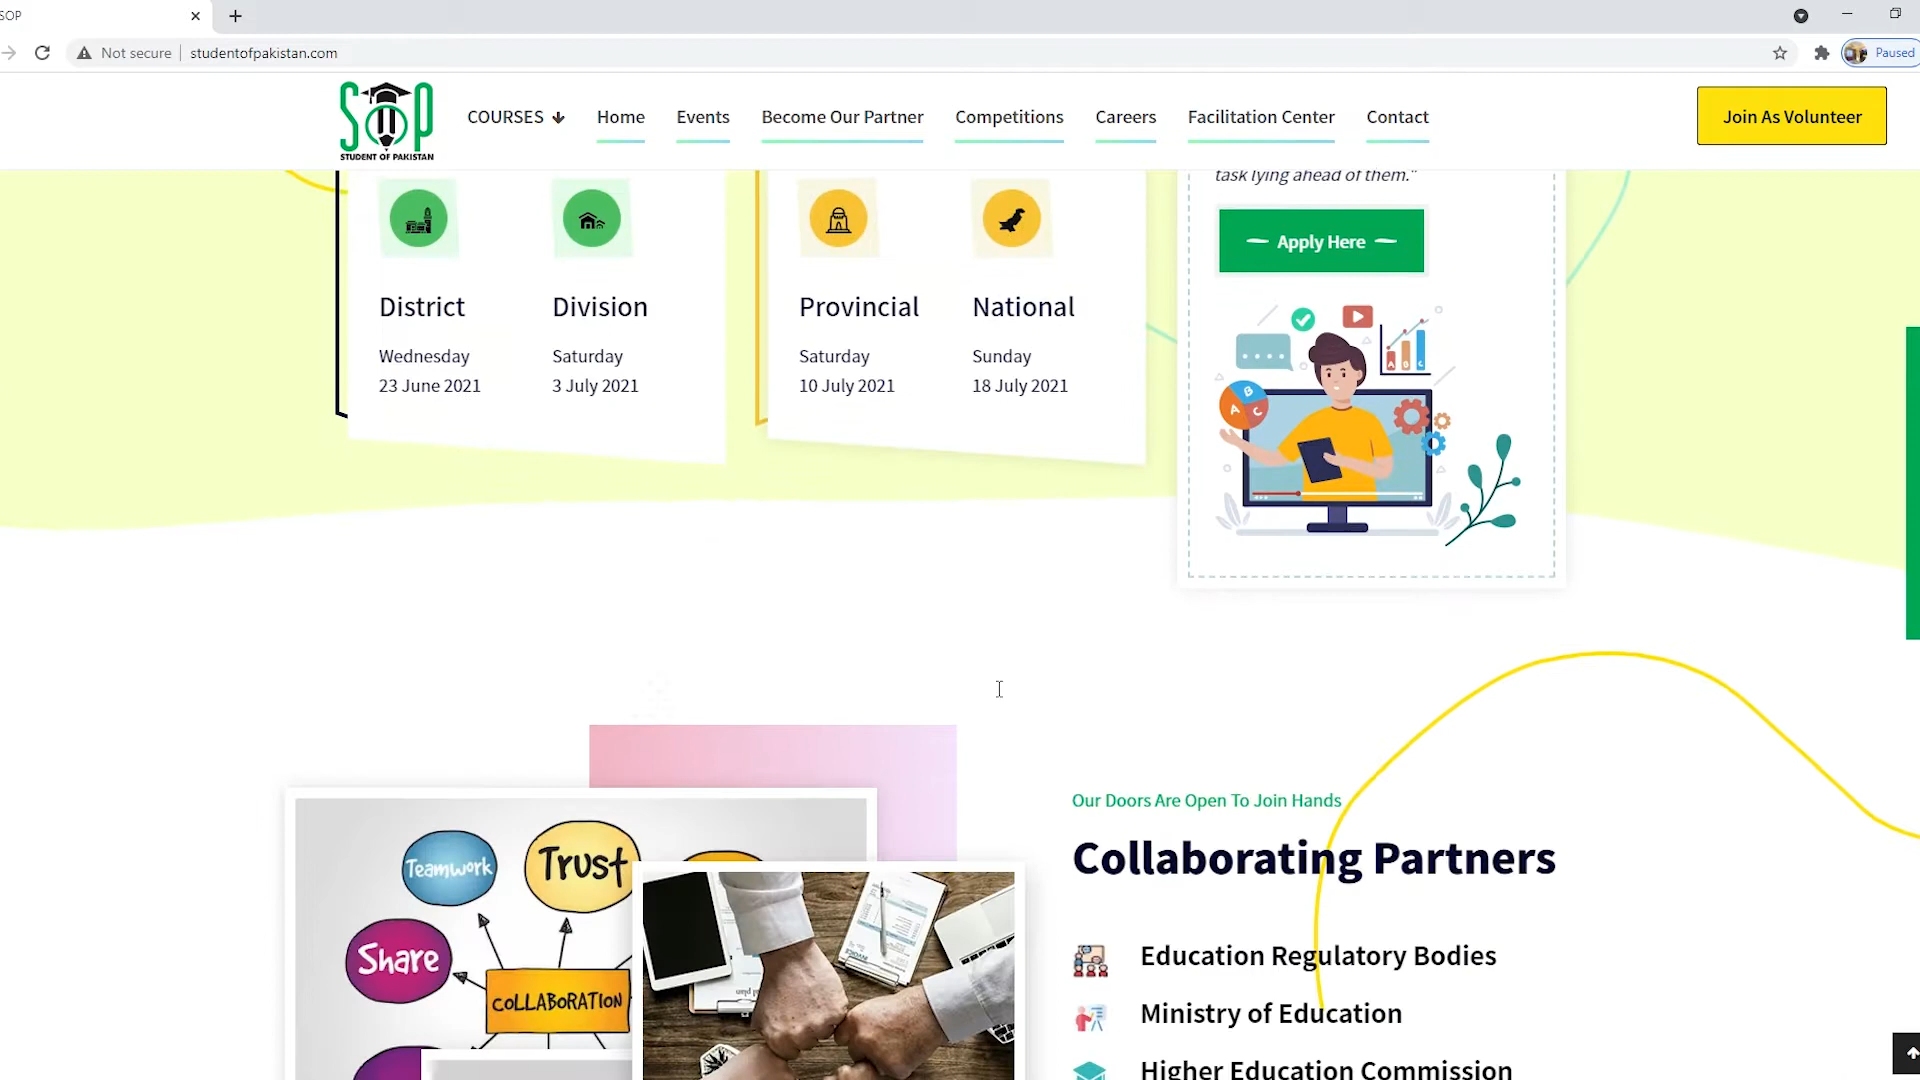 SOP
Not secure
studentofpakistan.com
Paused
SOP
STUDENT OF PAKISTAN
COURSES
Home
Events
Become Our Partner
Competitions
Careers
Facilitation Center
Contact
Join As Volunteer
task lying ahead of them."
Apply Here
District
Wednesday
23 June 2021
Division
Saturday
3 July 2021
Provincial
Saturday
10 July 2021
National
Sunday
18 July 2021
A B C
A B C
Our Doors Are Open To Join Hands
Collaborating Partners
Education Regulatory Bodies
Ministry of Education
Higher Education Commission
Teamwork
Trust
Share
COLLABORATION
INVOICE